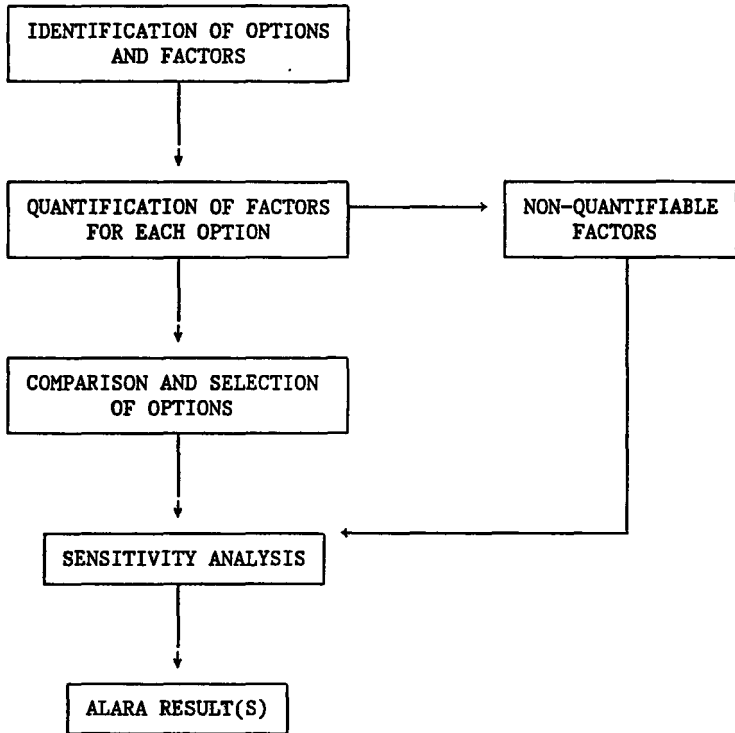 IDENTIFICATION OF OPTIONS
AND FACTORS
QUANTIFICATION OF FACTORS
FOR EACH OPTION
NON-QUANTIFIABLE
FACTORS
COMPARISON AND SELECTION
OF OPTIONS
SENSITIVITY ANALYSIS
ALARA RESULT(S)